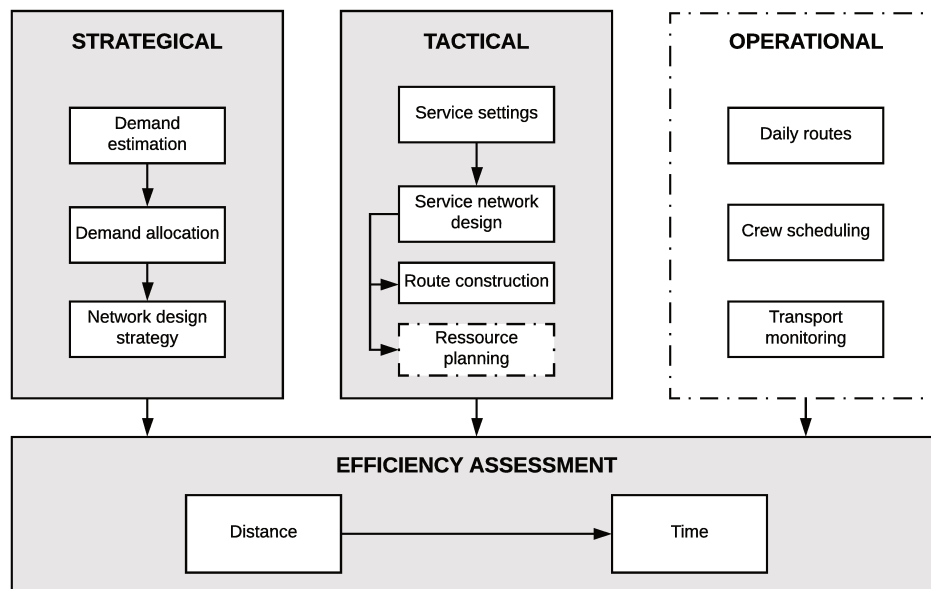 STRATEGICAL
Demand
estimation
Demand allocation
Network design
strategy
TACTICAL
Service settings
Service network
design
Route construction
Ressource
planning
OPERATIONAL
Daily routes
Crew scheduling
Transport
monitoring
EFFICIENCY ASSESSMENT
Distance
Time